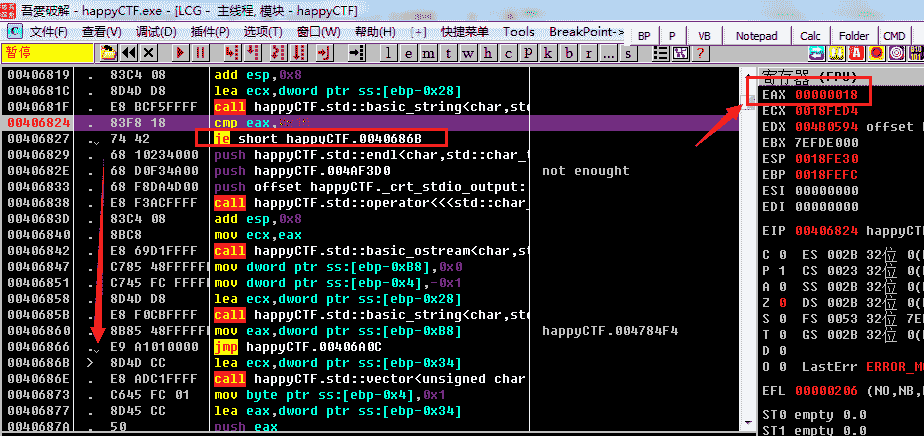 吾爱破解 - happyCTF.exe - [LCG - 主线程, 模块 - happyCTF]
C 文件(F) 查看(V) 调试(D) 插件(P) 选项(T) 窗口(W) 帮助(H) [+] 快捷菜单 Tools BreakPoint-> BP P VB Notepad Calc Folder CMD
暂停 l e m t w h c p k b r ... s
00406819 . 83C4 08 add esp,0x8
0040681C . 8D4D D8 lea ecx,dword ptr ss:[ebp-0x28]
0040681F . E8 BCF5FFFF call happyCTF.std::basic_string<char,st
00406824 . 83F8 18 cmp eax,
00406827 . 74 42 je short happyCTF.0040686B
00406829 . 68 10234000 push happyCTF.std::endl<char,std::char_t
0040682E . 68 D0F34A00 push happyCTF.004AF3D0 not enought
00406833 . 68 F8DA4D00 push offset happyCTF._crt_stdio_output:
00406838 . E8 F3ACFFFF call happyCTF.std::operator<<<std::char_
0040683D . 83C4 08 add esp,0x8
00406840 . 8BC8 mov ecx,eax
00406842 . E8 69D1FFFF call happyCTF.std::basic_ostream<char,st
00406847 . C785 48FFFFFF mov dword ptr ss:[ebp-0xB8],0x0
00406851 . C745 FC FFFFF mov dword ptr ss:[ebp-0x4],-0x1
00406858 . 8D4D D8 lea ecx,dword ptr ss:[ebp-0x28]
0040685B . E8 F0CBFFFF call happyCTF.std::basic_string<char,st
00406860 . 8B85 48FFFFFF mov eax,dword ptr ss:[ebp-0xB8] happyCTF.004784F4
00406866 . E9 A1010000 jmp happyCTF.00406A0C
0040686B > 8D4D CC lea ecx,dword ptr ss:[ebp-0x34]
0040686E . E8 ADC1FFFF call happyCTF.std::vector<unsigned char
00406873 . C645 FC 01 mov byte ptr ss:[ebp-0x4],0x1
00406877 . 8D45 CC lea eax,dword ptr ss:[ebp-0x34]
0040687A . 50 push eax
寄存器 (FPU)
EAX 00000018
ECX 0018FED4
EDX 004B0594 offset
EBX 7EFDE000
ESP 0018FE30
EBP 0018FEFC
ESI 00000000
EDI 00000000
EIP 00406824 happyCT
C 0 ES 002B 32位 0(
P 1 CS 0023 32位 0(
A 0 SS 002B 32位 0(
Z 0 DS 002B 32位 0(
S 0 FS 0053 32位 7E
T 0 GS 002B 32位 0(
D 0
O 0 LastErr ERROR_M
EFL 00000206 (NO,NB,
ST0 empty 0.0
ST1 empty 0.0